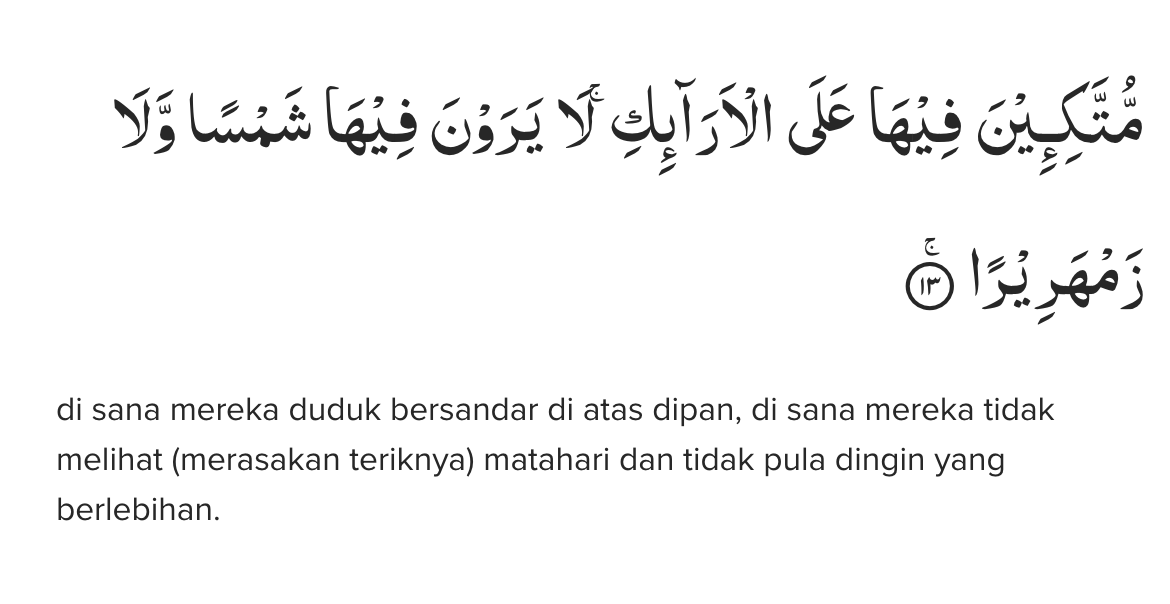 مُّتَّكِـِٕيْنَ فِيْهَا عَلَى الْاَرَاۤىِٕكِۚ لَا يَرَوْنَ فِيْهَا شَمْسًا وَّلَا
زَمْهَرِيْرًاۚ ١٣
di sana mereka duduk bersandar di atas dipan, di sana mereka tidak
melihat (merasakan teriknya) matahari dan tidak pula dingin yang
berlebihan.